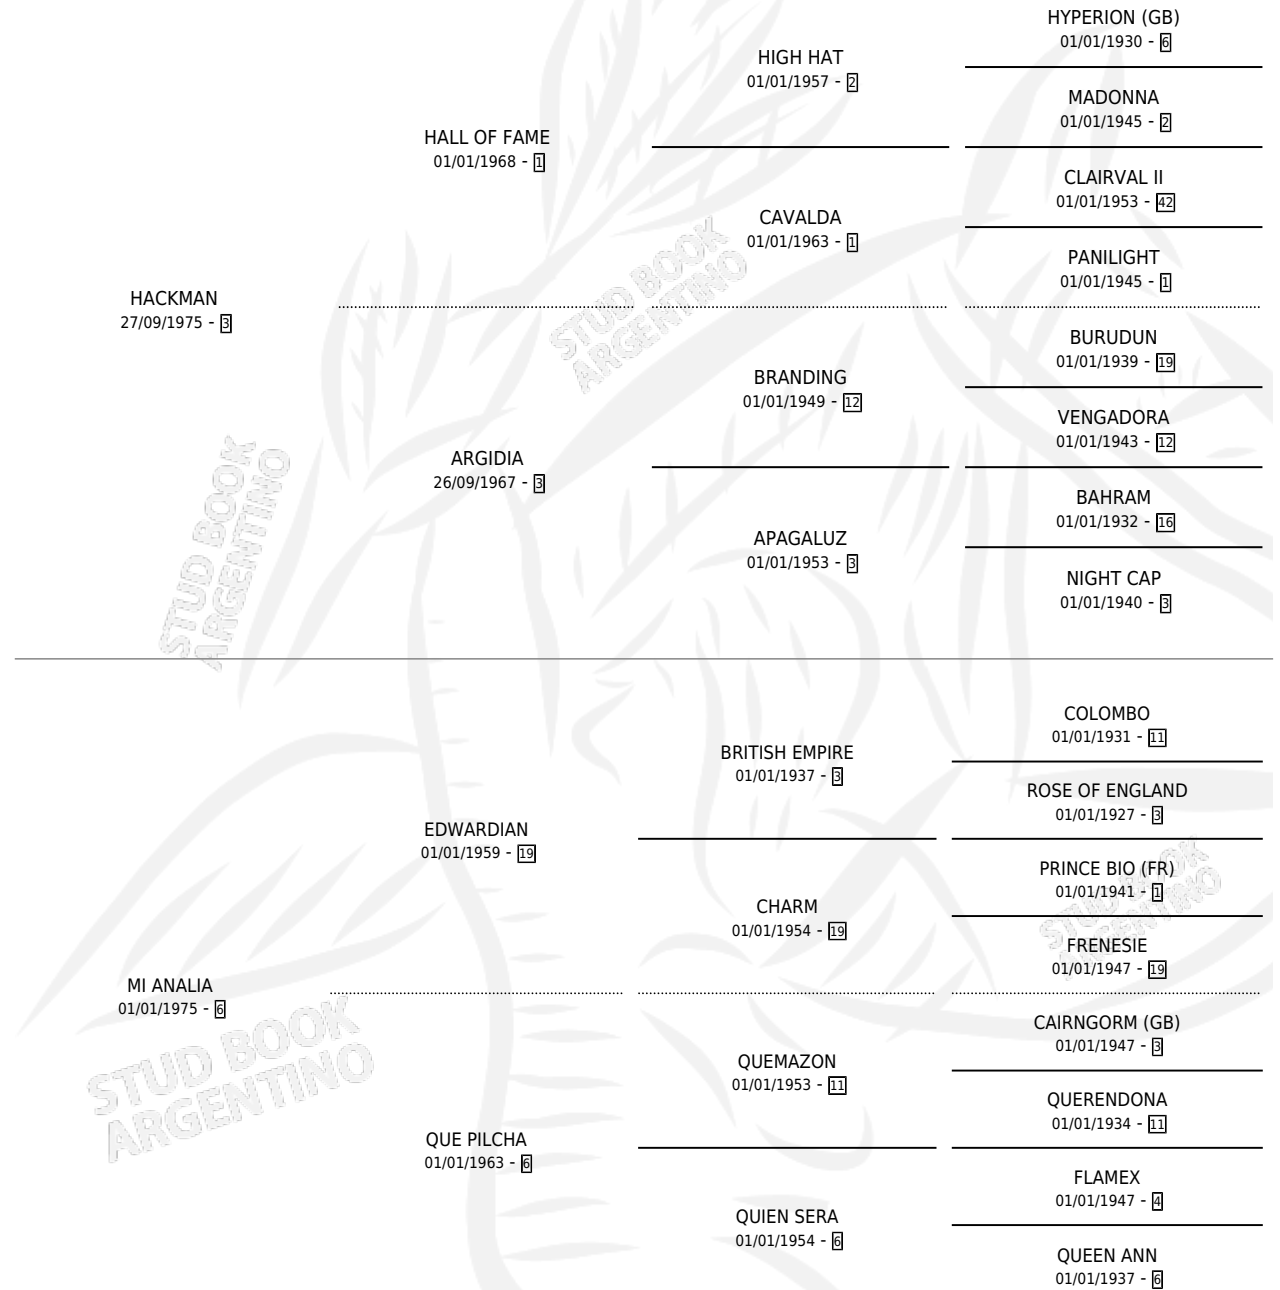 HYPERION (GB)
01/01/1930 - 6
HIGH HAT
01/01/1957 - 2
MADONNA
01/01/1945 - 2
HALL OF FAME
01/01/1968 - 1
CLAIRVAL II
01/01/1953 - 42
CAVALDA
01/01/1963 - 1
PANILIGHT
01/01/1945 - 1
HACKMAN
27/09/1975 - 3
BURUDUN
01/01/1939 - 19
BRANDING
01/01/1949 - 12
VENGADORA
01/01/1943 - 12
ARGIDIA
26/09/1967 - 3
BAHRAM
01/01/1932 - 16
APAGALUZ
01/01/1953 - 3
NIGHT CAP
01/01/1940 - 3
COLOMBO
01/01/1931 - 11
BRITISH EMPIRE
01/01/1937 - 3
ROSE OF ENGLAND
01/01/1927 - 3
EDWARDIAN
01/01/1959 - 19
PRINCE BIO (FR)
01/01/1941 - 1
CHARM
01/01/1954 - 19
FRENESIE
01/01/1947 - 19
MI ANALIA
01/01/1975 - 6
CAIRNGORM (GB)
01/01/1947 - 3
QUEMAZON
01/01/1953 - 11
QUERENDONA
01/01/1934 - 11
QUE PILCHA
01/01/1963 - 6
FLAMEX
01/01/1947 - 4
QUIEN SERA
01/01/1954 - 6
QUEEN ANN
01/01/1937 - 6
STUD BOOK
ARGENTINO
STUD BOOK
ARGENTINO
STUD BOOK
ARGENTINO
STUD BOOK
ARGENTINO